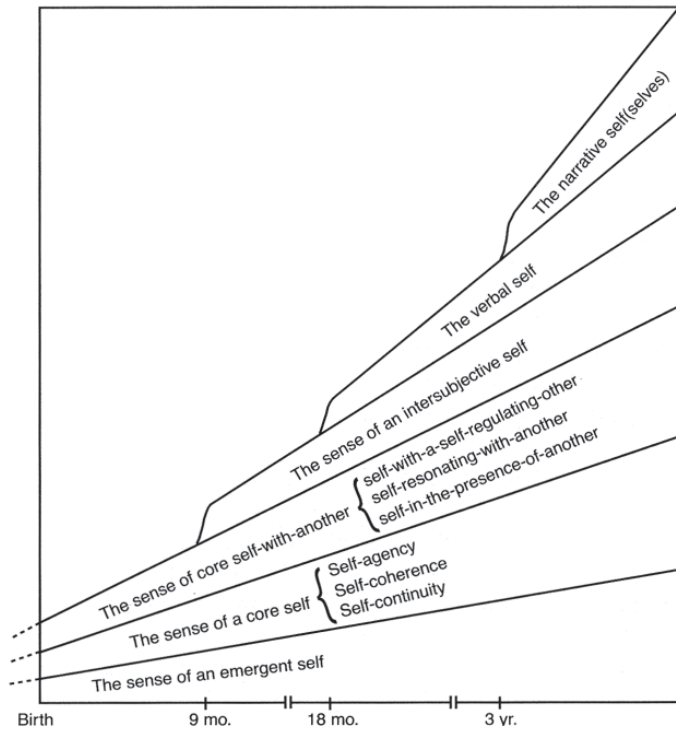 The narrative self(selves)
The verbal self
The sense of an intersubjective self
The sense of core self-with-another
self-with-a-self-regulating-other
self-resonating-with-another
self-in-the-presence-of-another
The sense of a core self
Self-agency
Self-coherence
Self-continuity
The sense of an emergent self
Birth
9 mo.
18 mo.
3 yr.